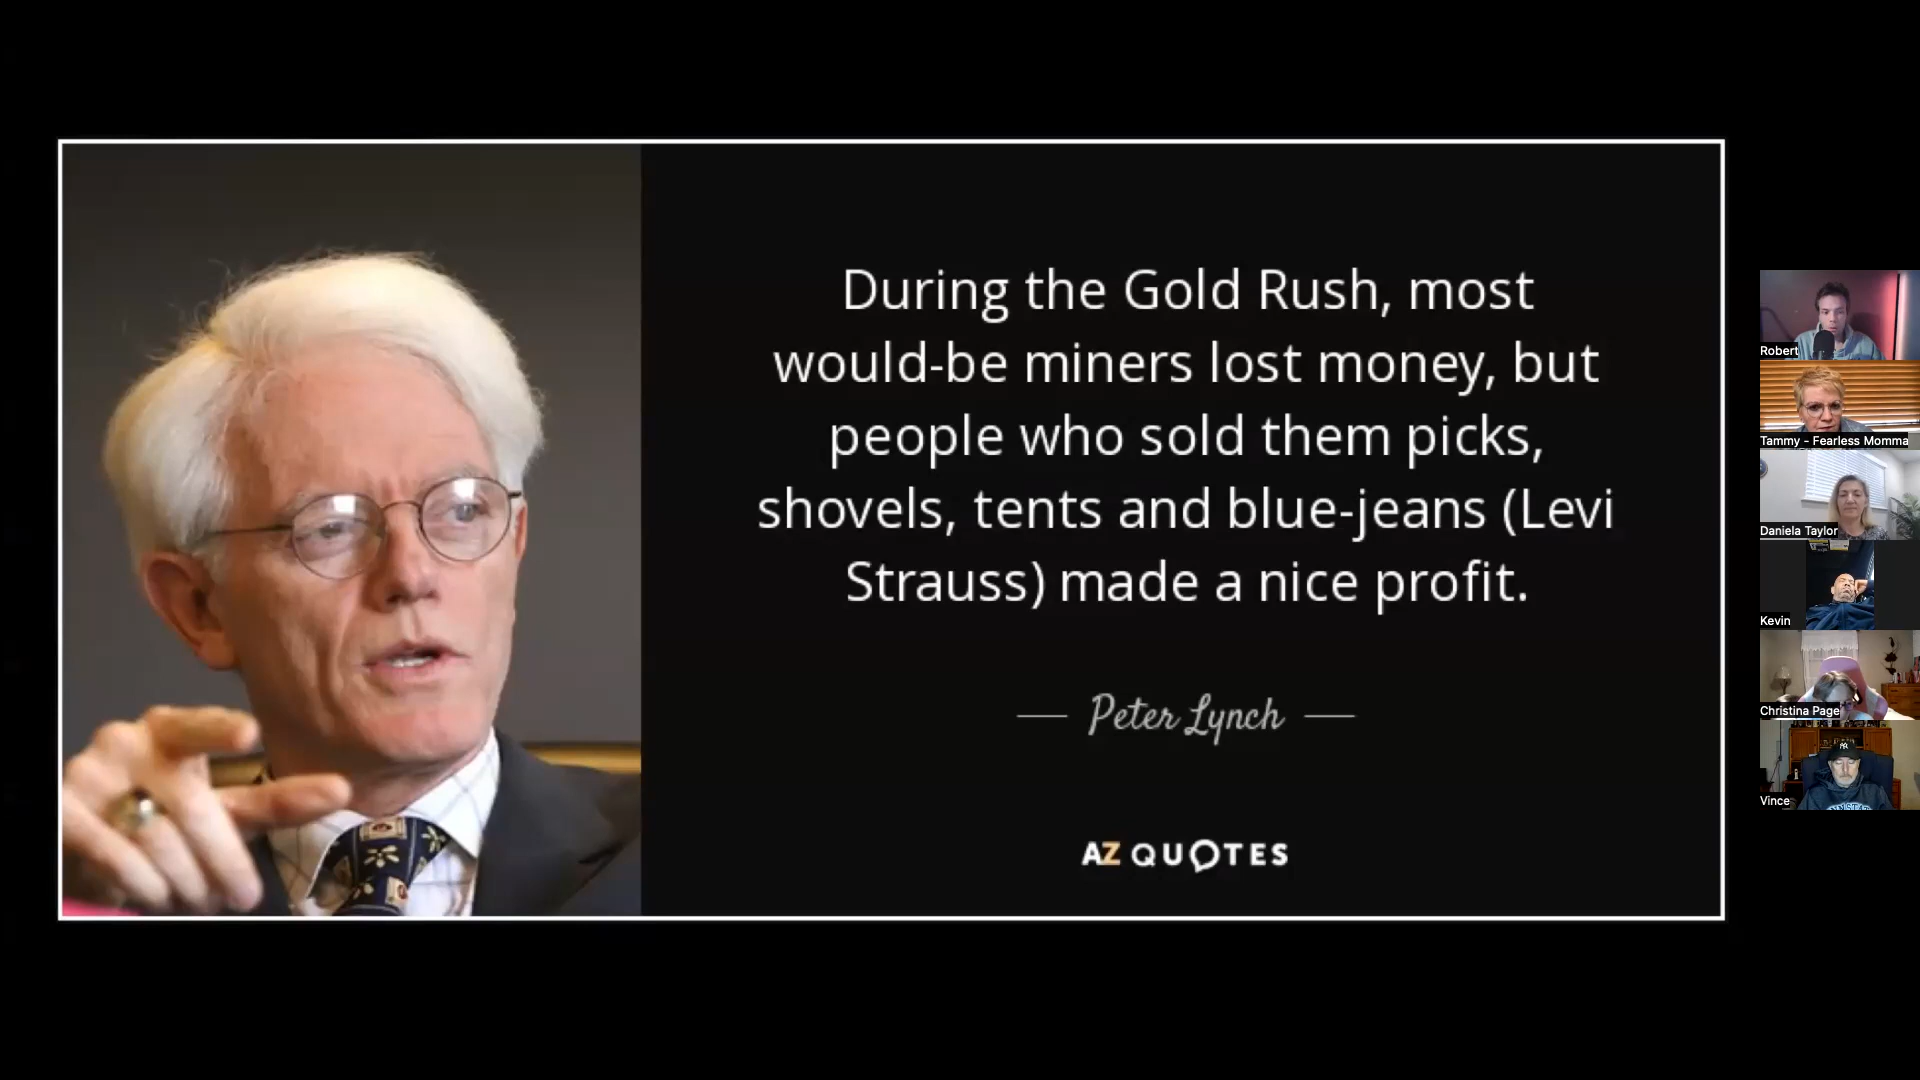 During the Gold Rush, most
would-be miners lost money, but
people who sold them picks,
shovels, tents and blue-jeans (Levi
Strauss) made a nice profit.
Peter Lynch
AZ QUOTES
Robert
Tammy - Fearless Momma
Daniela Taylor
Kevin
Christina Page
Vince